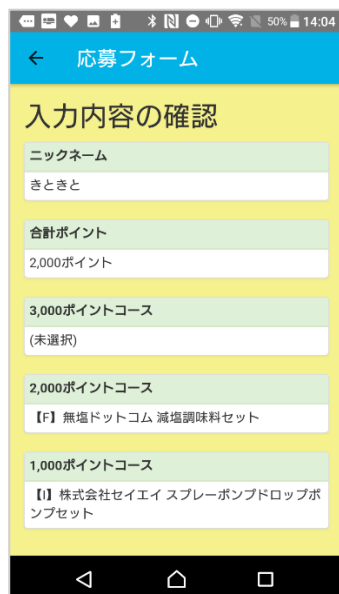 50% 14:04
応募フォーム
入力内容の確認
ニックネーム
きときと
合計ポイント
2,000ポイント
3,000ポイントコース
(未選択)
2,000ポイントコース
【F】無塩ドットコム 減塩調味料セット
1,000ポイントコース
【I】株式会社セイエイ スプレーポンプドロップポ
ンプセット